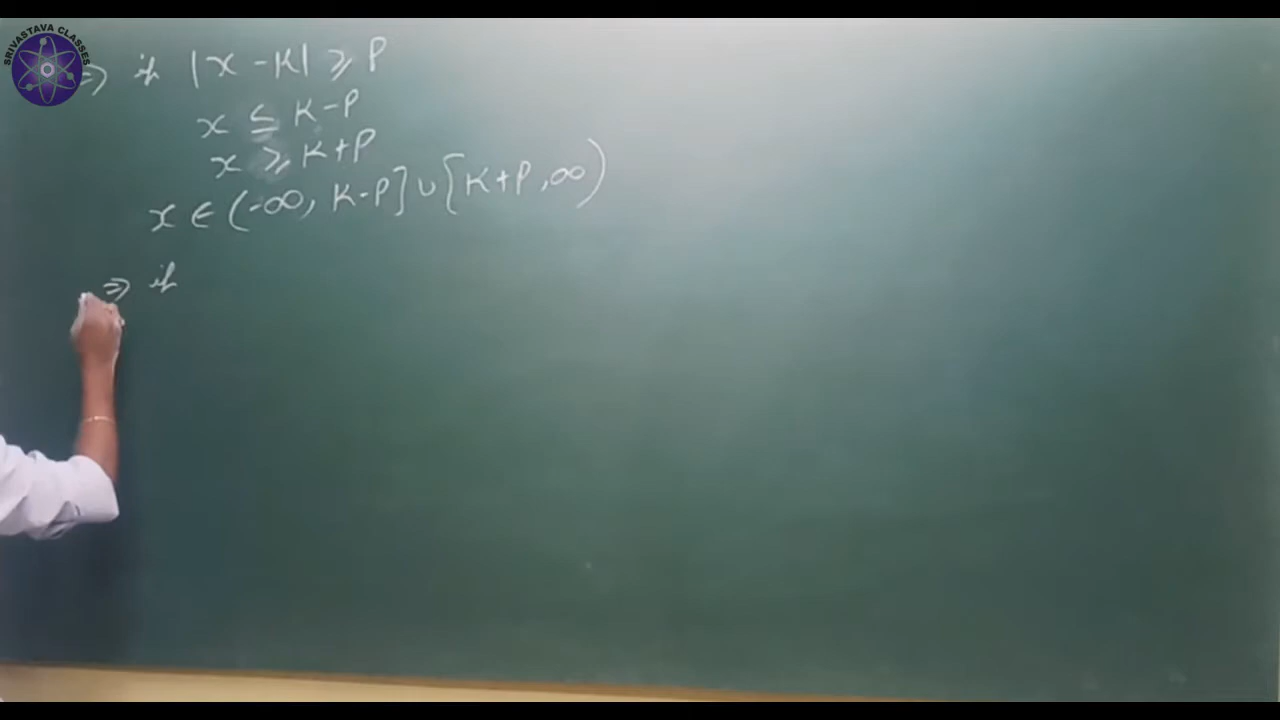 SRIVASTAVA CLASSES
⇒ if |x - K| ⩾ P
x ≤ K - P
x ⩾ K + P
x ∈ (-∞, K-P] ∪ [K+P, ∞)
⇒ if